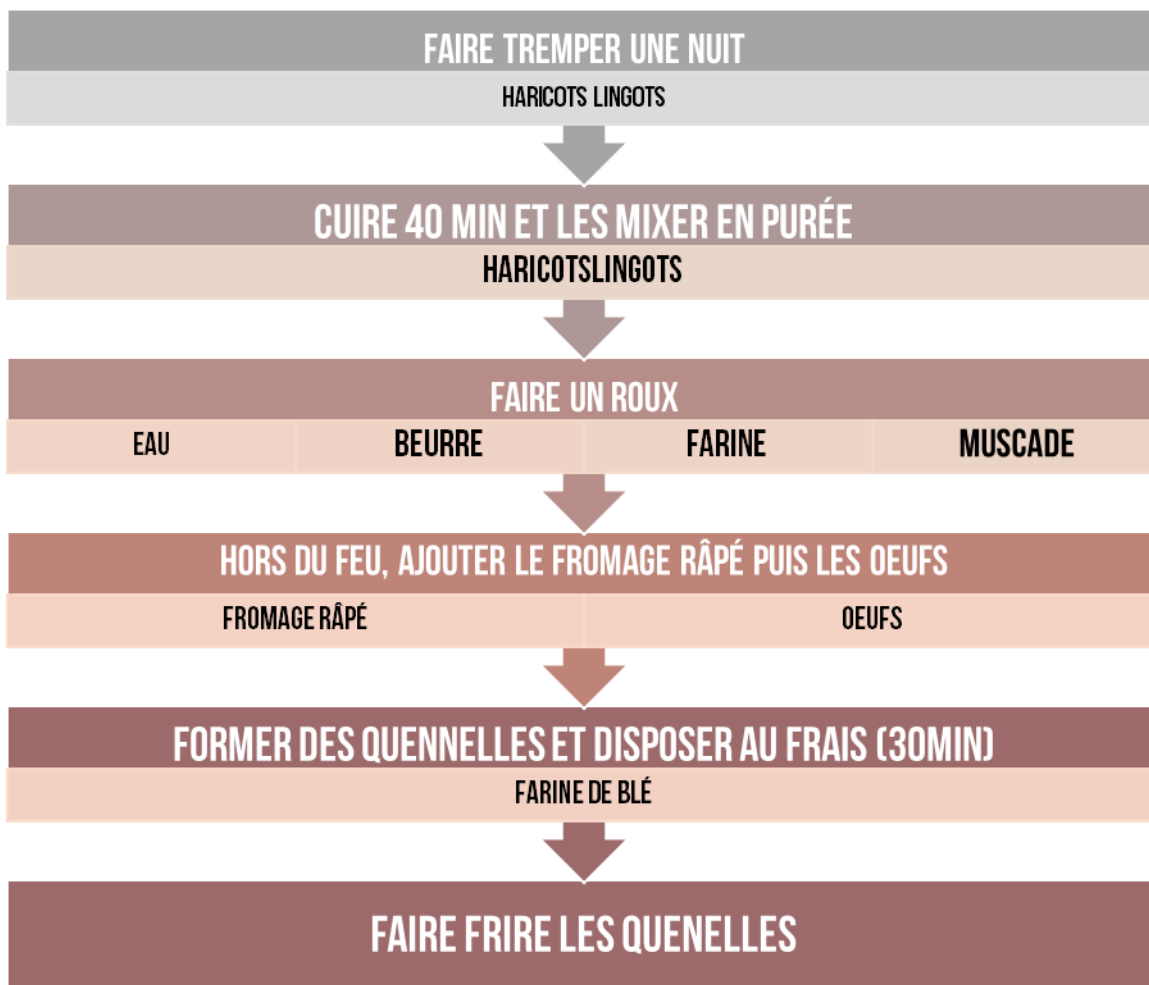 FAIRE TREMPER UNE NUIT
HARICOTS LINGOTS
CUIRE 40 MIN ET LES MIXER EN PURÉE
HARICOTSLINGOTS
FAIRE UN ROUX
EAU BEURRE FARINE MUSCADE
HORS DU FEU, AJOUTER LE FROMAGE RÂPÉ PUIS LES OEUFS
FROMAGE RÂPÉ OEUFS
FORMER DES QUENNELLES ET DISPOSER AU FRAIS (30MIN)
FARINE DE BLÉ
FAIRE FRIRE LES QUENELLES